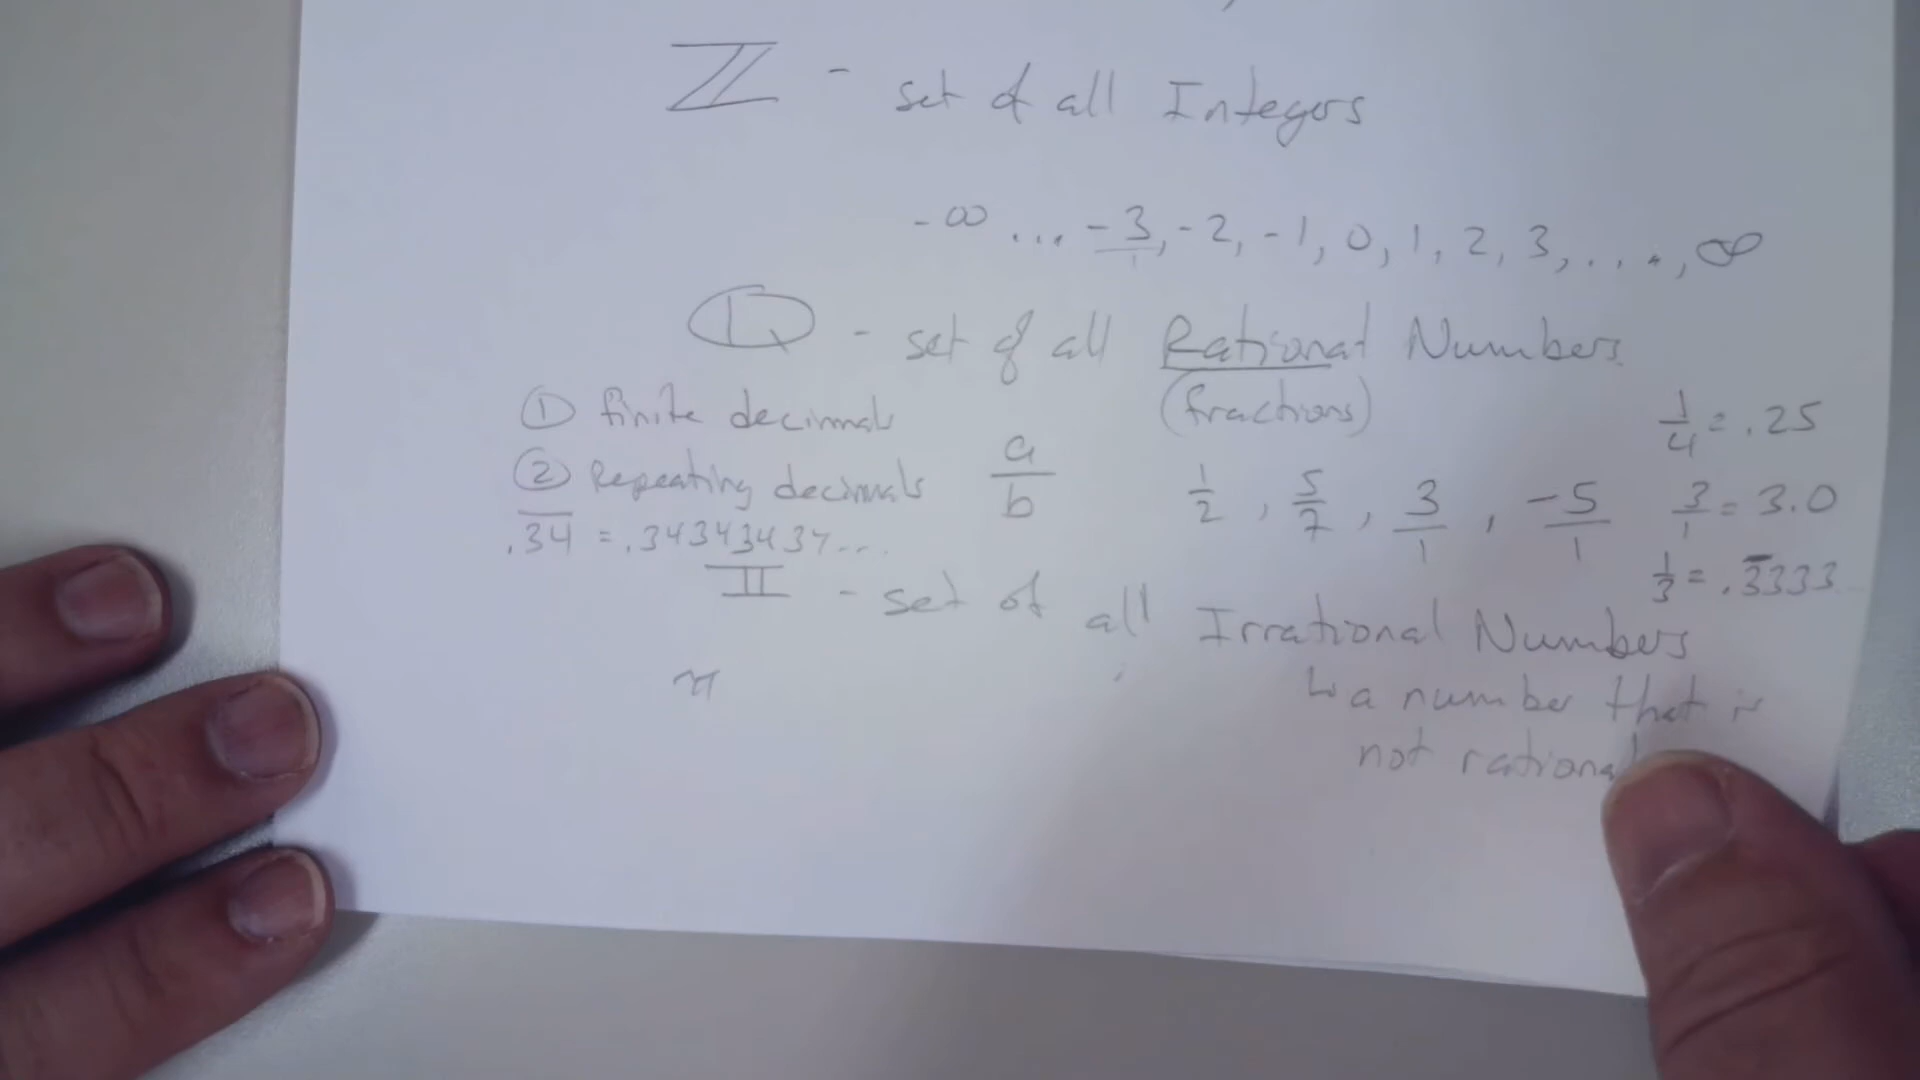 ℤ - set of all Integers
-∞ ... -3/1, -2, -1, 0, 1, 2, 3, ...., ∞
ℚ - set of all Rational Numbers
(fractions)
① finite decimals
② Repeating decimals
.34 = .34343434...
a/b
1/2, 5/7, 3/1, -5/1
1/4 = .25
3/1 = 3.0
1/3 = .3333
𝕀 - set of all Irrational Numbers
↳ a number that is
not rational
π